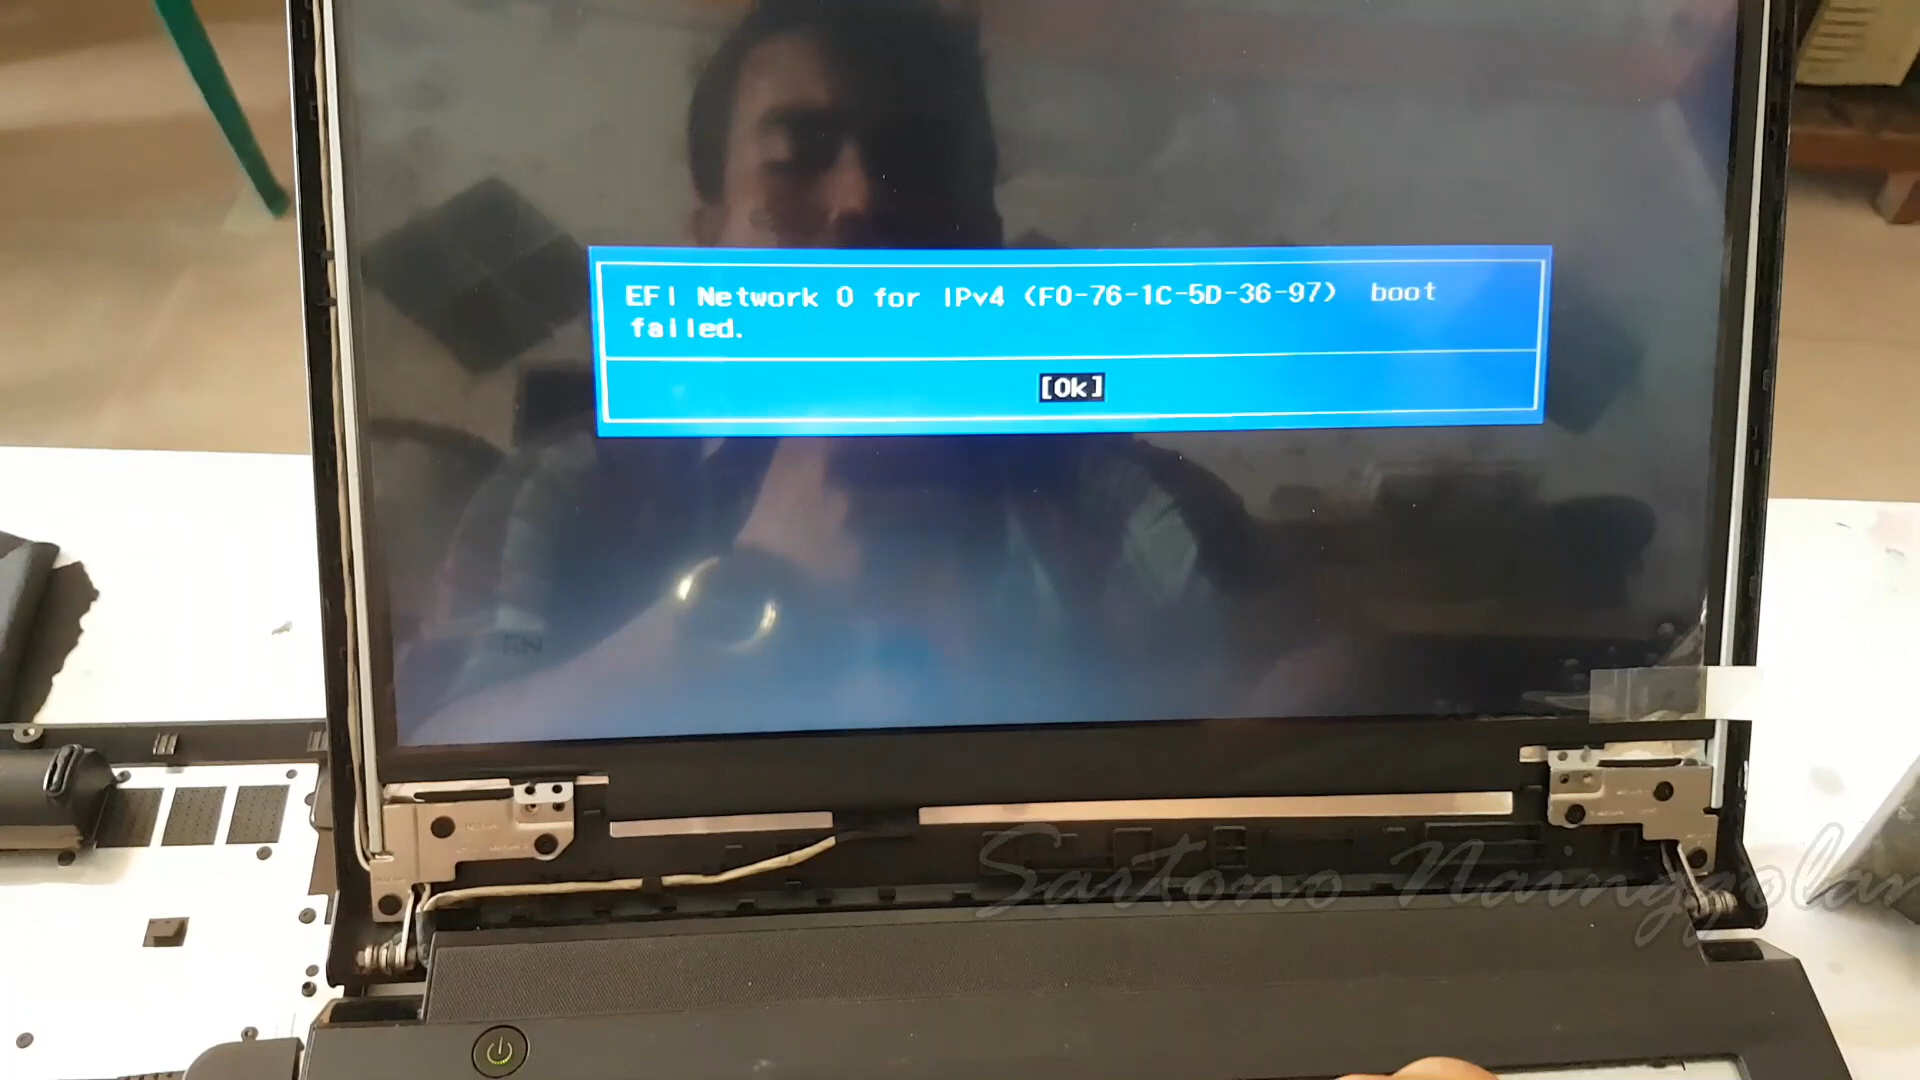 EFI Network 0 for IPv4 (F0-76-1C-5D-36-97) boot
failed.
[Ok]
Sartono Nainggolan